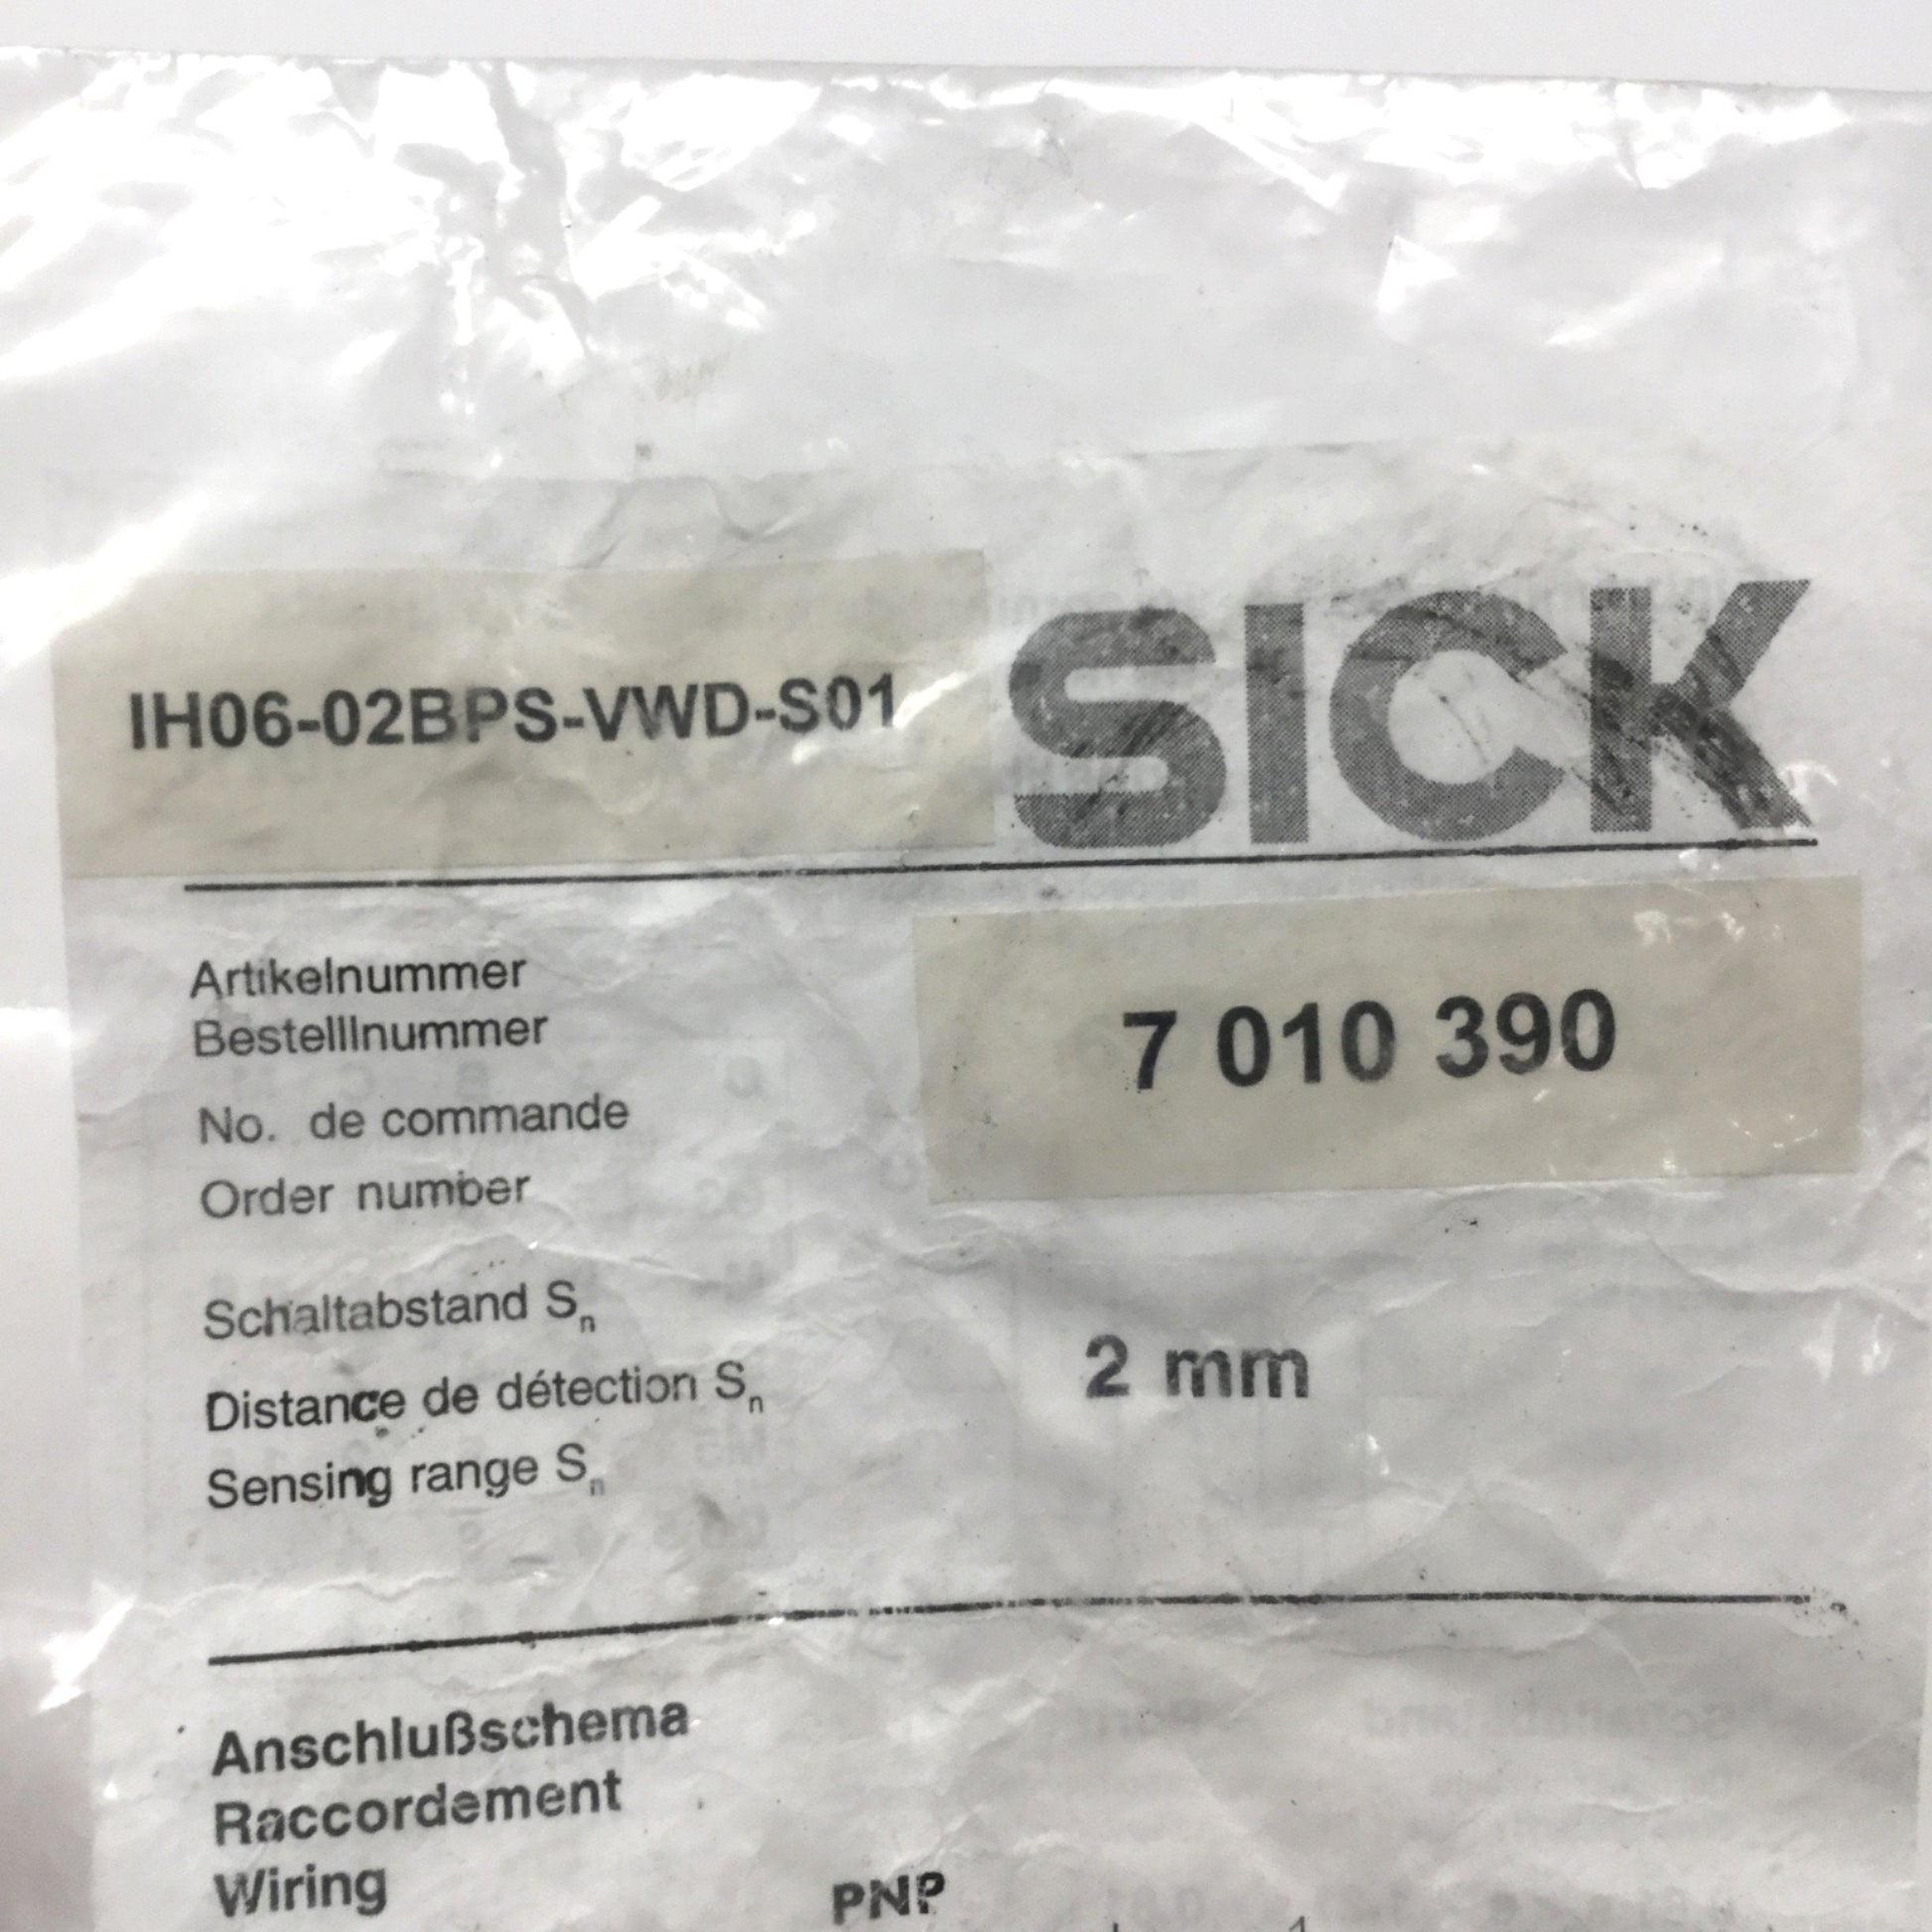 IH06-02BPS-VWD-S01
SICK
Artikelnummer
Bestelllnummer
7 010 390
No. de commande
Order number
Schaltabstand Sn
Distance de détection Sn
2 mm
Sensing range Sn
Anschlußschema
Raccordement
Wiring
PNP